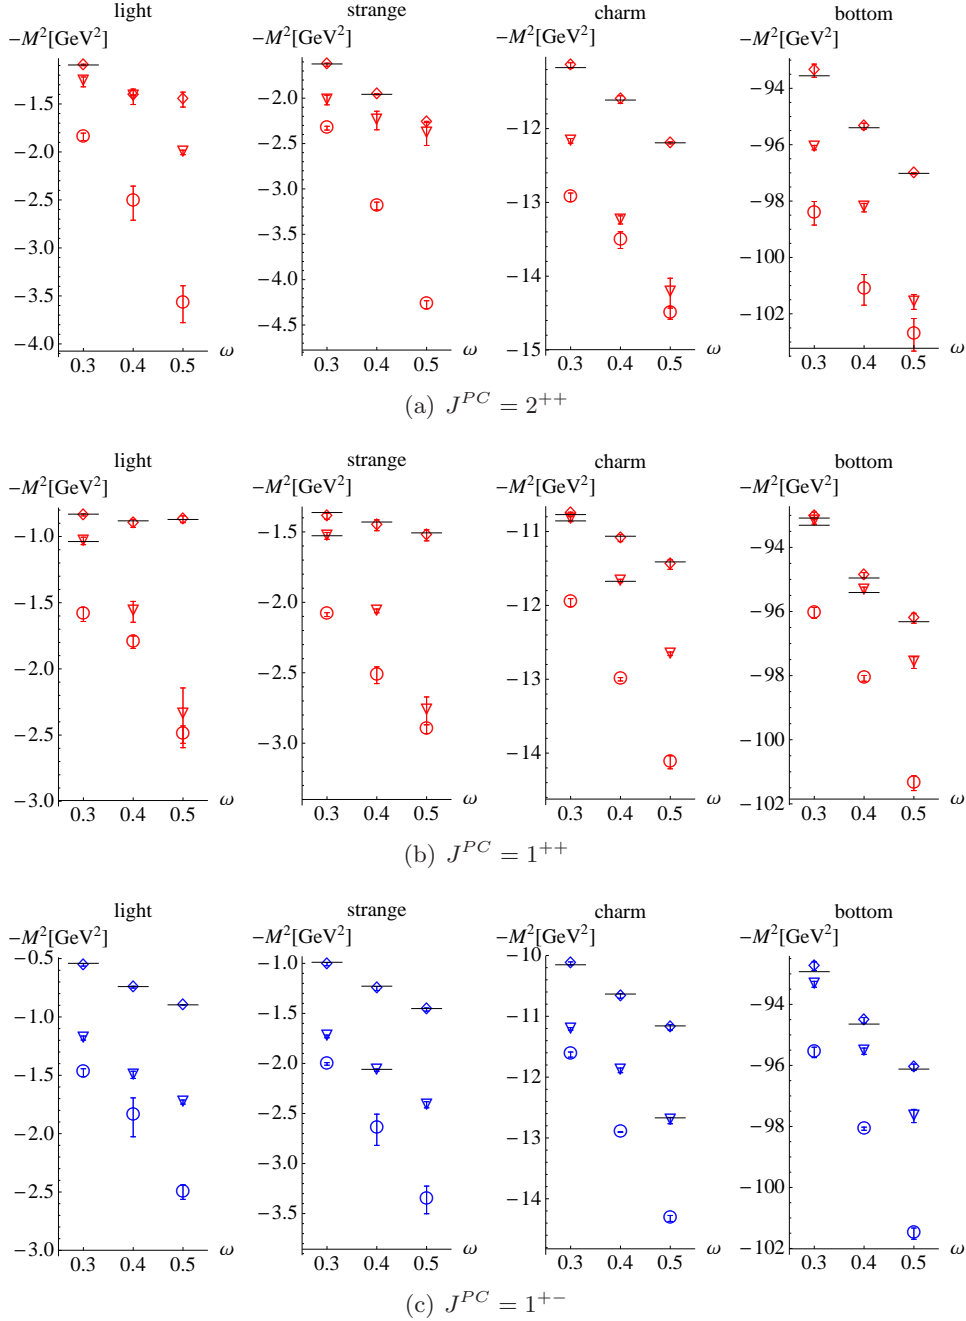 light strange charm bottom
−M²[GeV²] −M²[GeV²] −M²[GeV²] −M²[GeV²]
−1.5 −2.0 −12 −94
−2.0 −2.5 −13 −96
−2.5 −3.0 −14 −98
−3.0 −3.5 −15 −100
−3.5 −4.0 −102
−4.0 −4.5
0.3 0.4 0.5 ω 0.3 0.4 0.5 ω 0.3 0.4 0.5 ω 0.3 0.4 0.5 ω
(a) J^{PC} = 2^{++}
light strange charm bottom
−M²[GeV²] −M²[GeV²] −M²[GeV²] −M²[GeV²]
−1.0 −1.5 −11 −94
−1.5 −2.0 −12 −96
−2.0 −2.5 −13 −98
−2.5 −3.0 −14 −100
−3.0 −102
0.3 0.4 0.5 ω 0.3 0.4 0.5 ω 0.3 0.4 0.5 ω 0.3 0.4 0.5 ω
(b) J^{PC} = 1^{++}
light strange charm bottom
−M²[GeV²] −M²[GeV²] −M²[GeV²] −M²[GeV²]
−0.5 −1.0 −10 −94
−1.0 −1.5 −11 −96
−1.5 −2.0 −12 −98
−2.0 −2.5 −13 −100
−2.5 −3.0 −14 −102
−3.0 −3.5
0.3 0.4 0.5 ω 0.3 0.4 0.5 ω 0.3 0.4 0.5 ω 0.3 0.4 0.5 ω
(c) J^{PC} = 1^{+−}